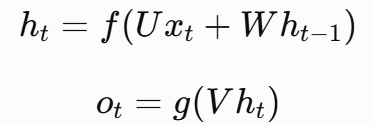 h_t = f(Ux_t + Wh_{t-1})
o_t = g(Vh_t)